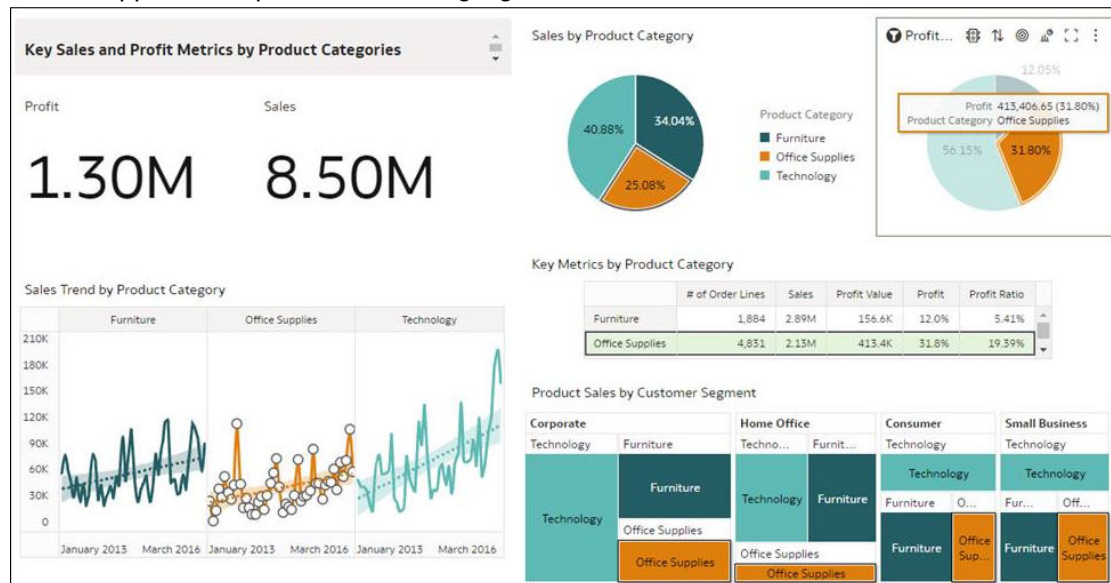 Key Sales and Profit Metrics by Product Categories
Profit
Sales
1.30M
8.50M
Sales by Product Category
40.88%
34.04%
25.08%
Product Category
Furniture
Office Supplies
Technology
Profit...
12.05%
Profit 413,406.65 (31.80%)
Product Category Office Supplies
56.15%
31.80%
Sales Trend by Product Category
Furniture Office Supplies Technology
210K
180K
150K
120K
90K
60K
30K
0
January 2013 March 2016 January 2013 March 2016 January 2013 March 2016
Key Metrics by Product Category
# of Order Lines Sales Profit Value Profit Profit Ratio
Furniture 1,884 2.89M 156.6K 12.0% 5.41%
Office Supplies 4,831 2.13M 413.4K 31.8% 19.39%
Product Sales by Customer Segment
Corporate Home Office Consumer Small Business
Technology Furniture Techno... Furnit... Technology Technology
Technology Technology
Furniture
Furniture O... Fur... Off...
Technology Technology Furniture
Office Supplies
Office Supplies
Furniture Office Sup... Furniture Office Supplies
Office Supplies
Office Supplies